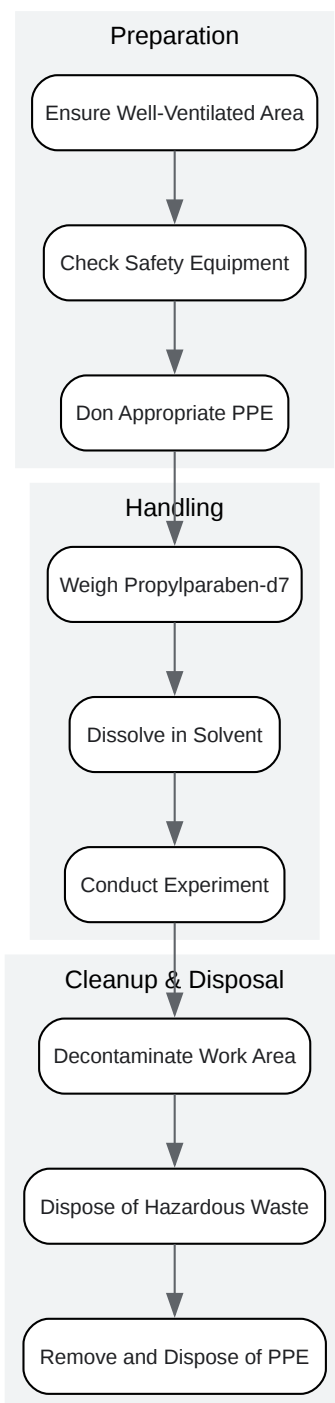 Preparation
Ensure Well-Ventilated Area
Check Safety Equipment
Don Appropriate PPE
Handling
Weigh Propylparaben-d7
Dissolve in Solvent
Conduct Experiment
Cleanup & Disposal
Decontaminate Work Area
Dispose of Hazardous Waste
Remove and Dispose of PPE